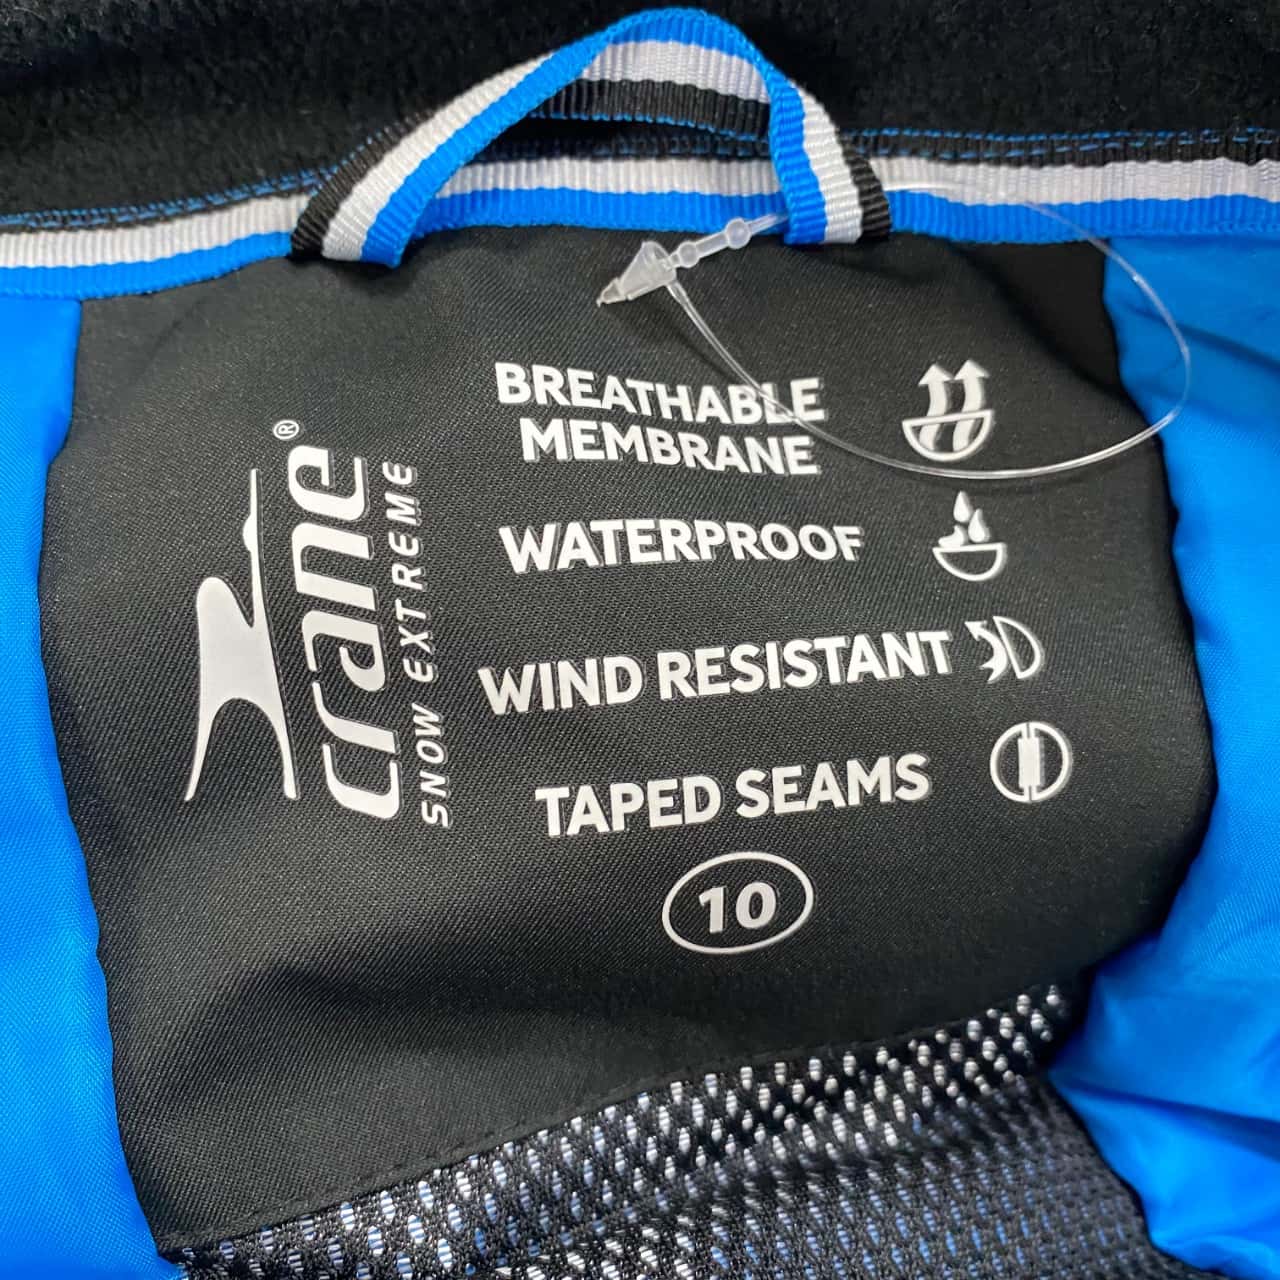 crane®
SNOW EXTREME
BREATHABLE
MEMBRANE
WATERPROOF
WIND RESISTANT
TAPED SEAMS
10